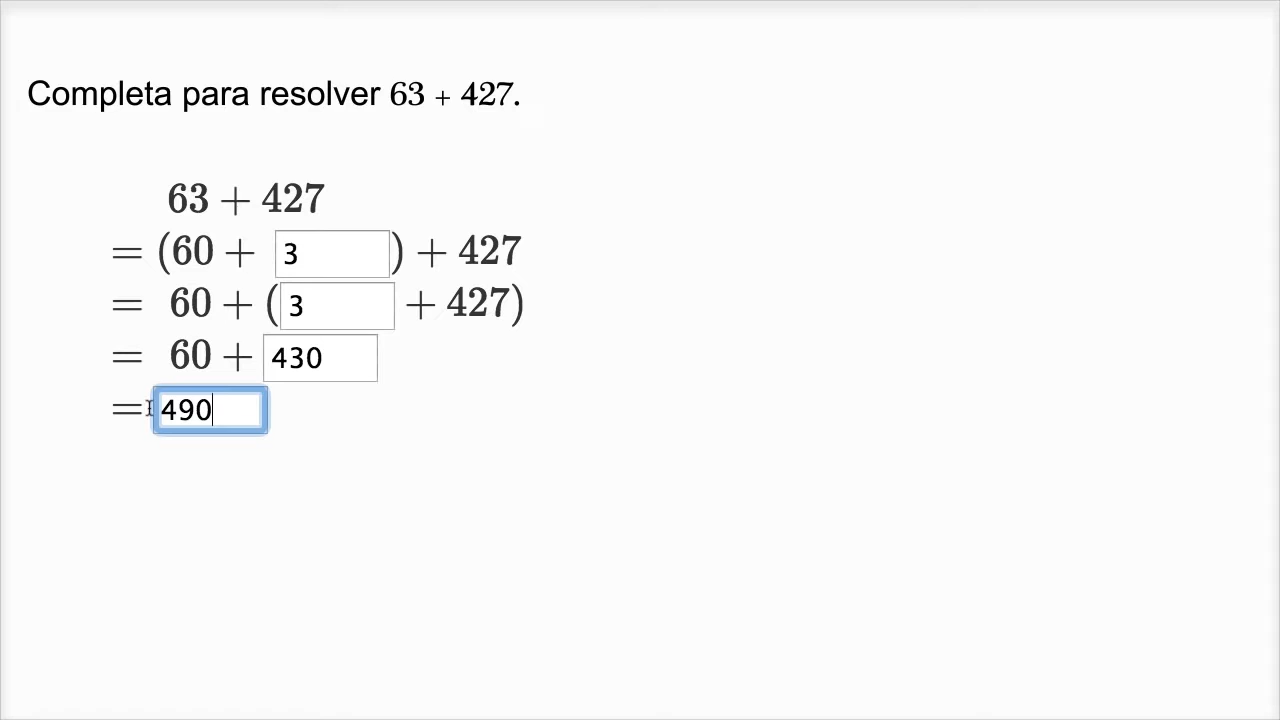 Completa para resolver 63 + 427.
63 + 427
= (60 + 3) + 427
= 60 + (3 + 427)
= 60 + 430
= 490